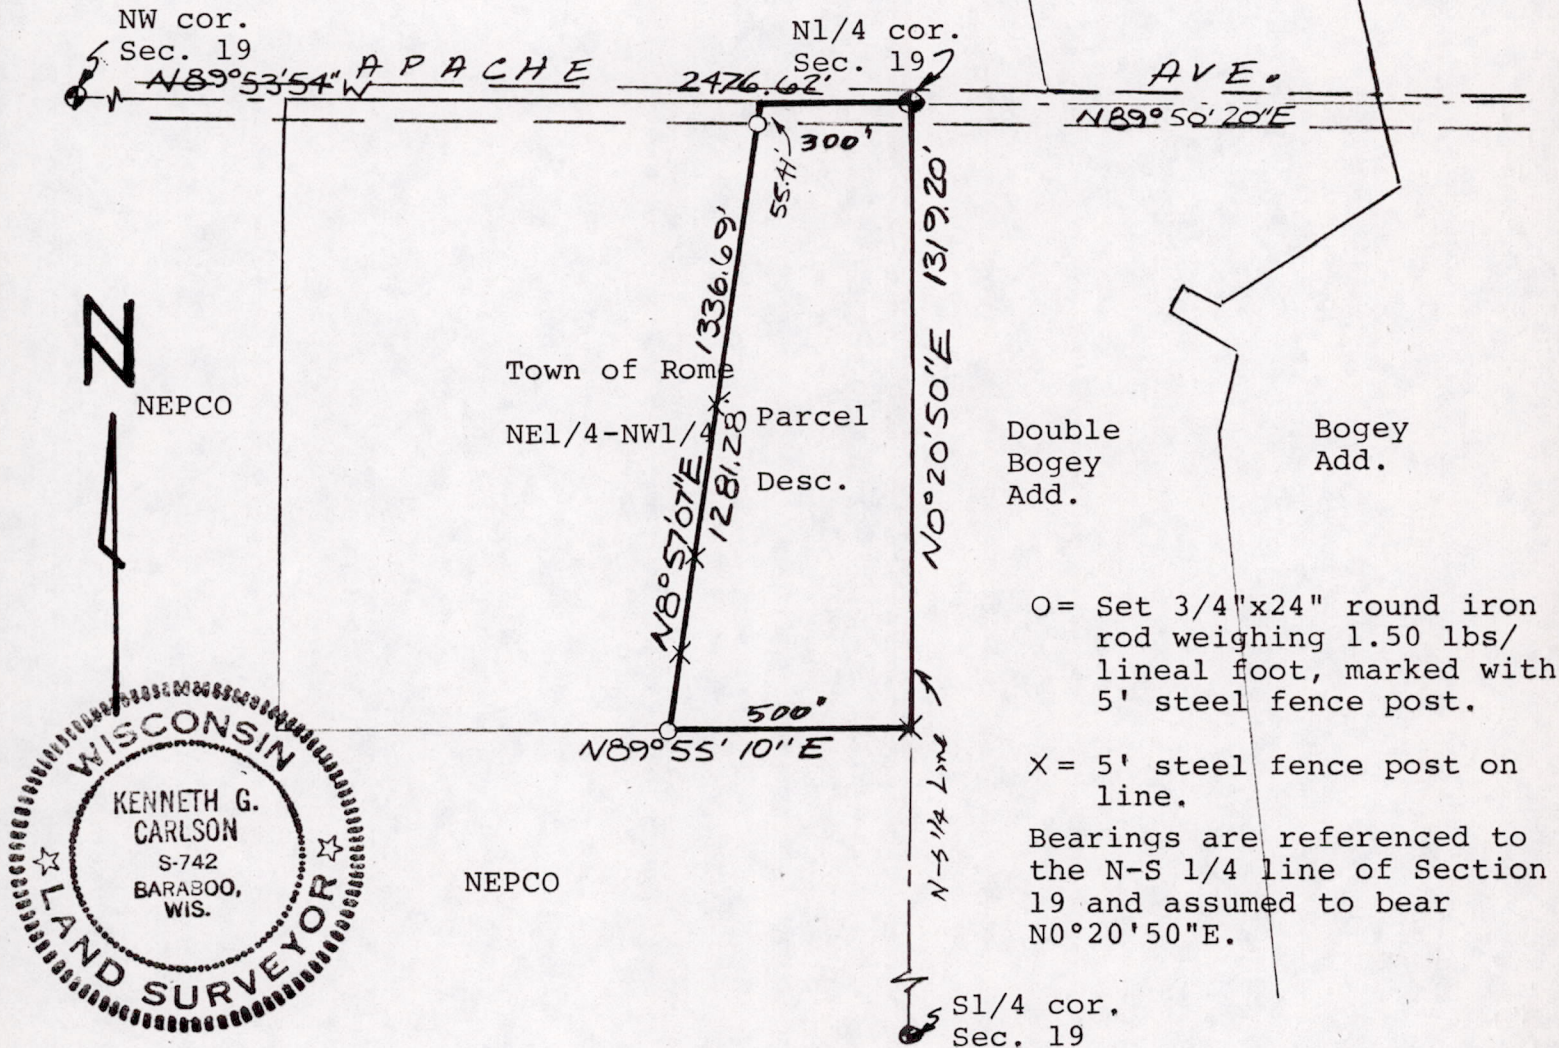 NW cor.
Sec. 19
N1/4 cor.
Sec. 19
APACHE AVE.
N89°53'54"W 2476.62'
N89°50'20"E
300'
55.41'
1336.69'
1281.28'
N8°57'07"E
N0°20'50"E 1319.20'
N
NEPCO
Town of Rome
NE1/4-NW1/4
Parcel
Desc.
Double
Bogey
Add.
Bogey
Add.
500'
N89°55'10"E
N-S 1/4 Line
O= Set 3/4"x24" round iron
rod weighing 1.50 lbs/
lineal foot, marked with
5' steel fence post.
X= 5' steel fence post on
line.
Bearings are referenced to
the N-S 1/4 line of Section
19 and assumed to bear
N0°20'50"E.
WISCONSIN
KENNETH G.
CARLSON
S-742
BARABOO,
WIS.
LAND SURVEYOR
NEPCO
S1/4 cor.
Sec. 19